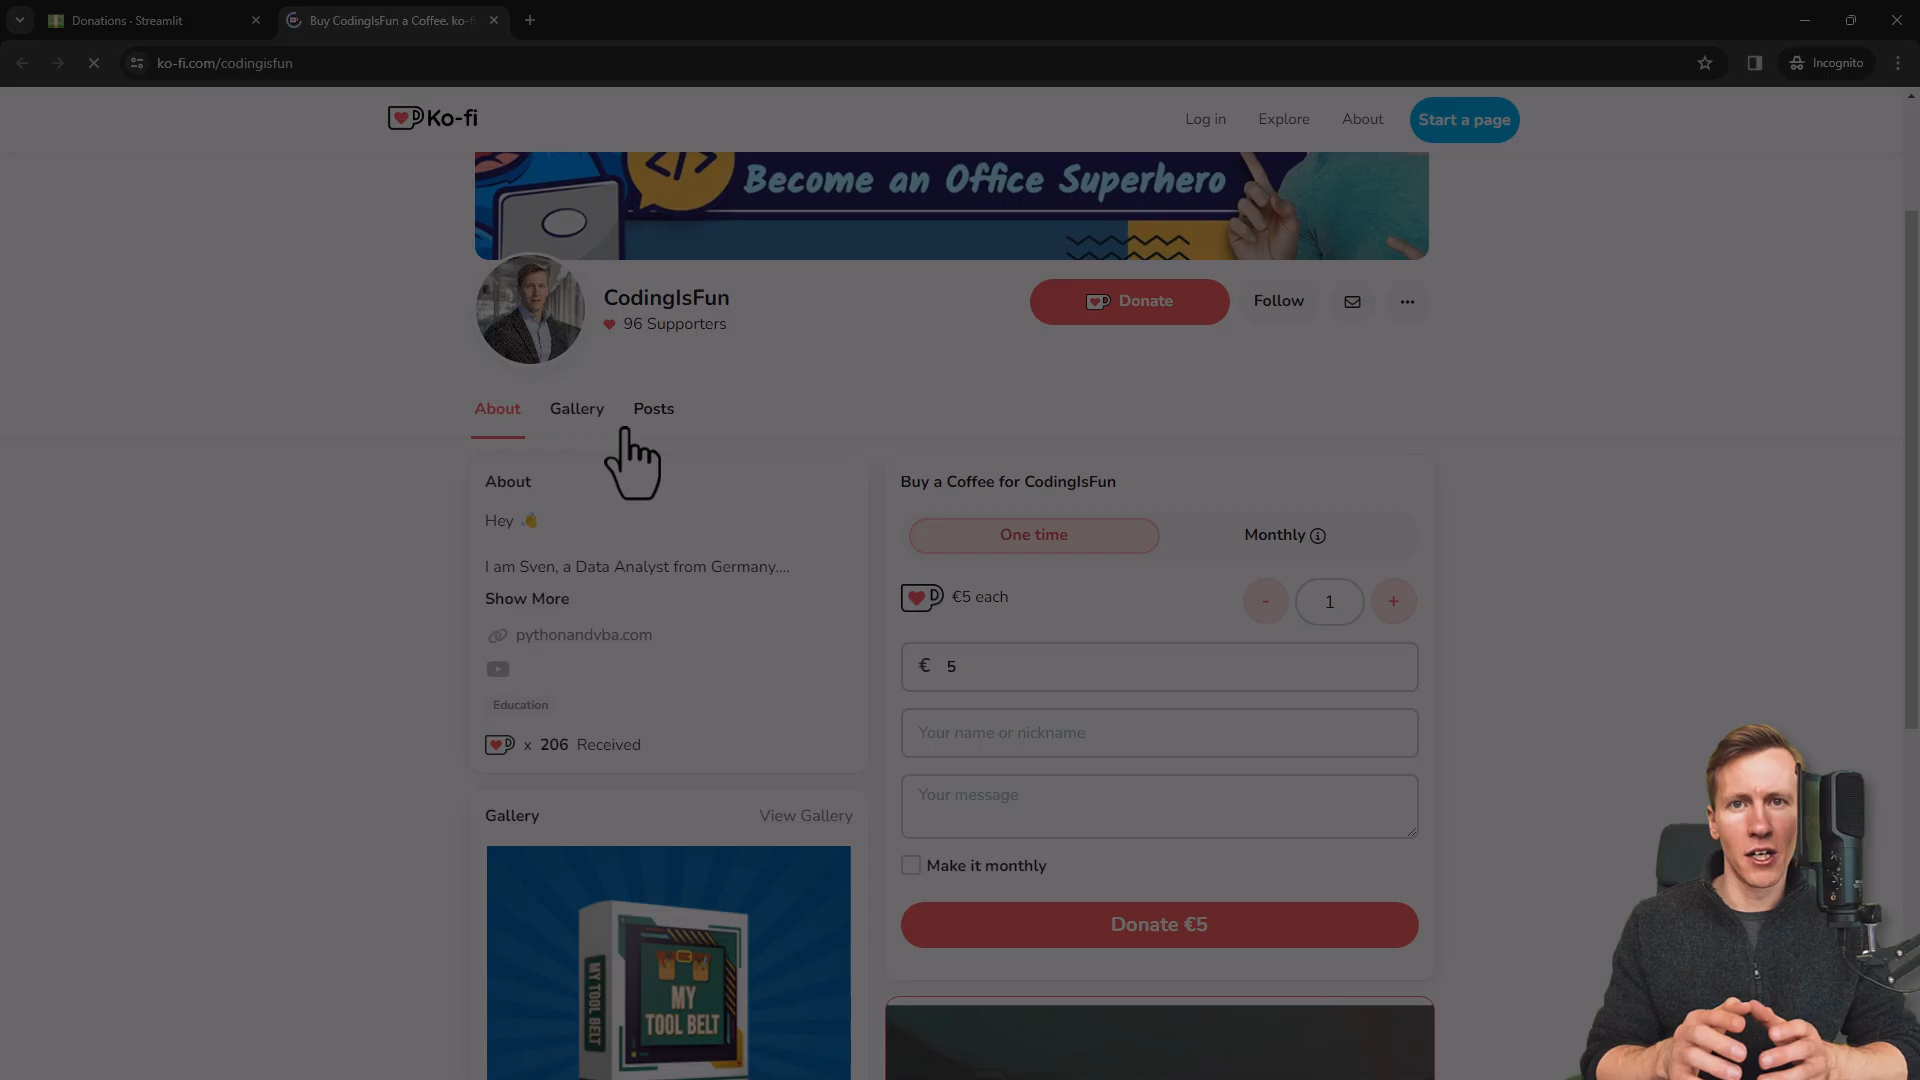 Donations · Streamlit
Buy CodingIsFun a Coffee. ko-fi
ko-fi.com/codingisfun
Incognito
Ko-fi
Log in
Explore
About
Start a page
Become an Office Superhero
CodingIsFun
96 Supporters
Donate
Follow
About
Gallery
Posts
About
Hey 👋
I am Sven, a Data Analyst from Germany....
Show More
pythonandvba.com
Education
x 206 Received
Gallery
View Gallery
MY TOOL BELT
MY
TOOL BELT
Buy a Coffee for CodingIsFun
One time
Monthly
€5 each
- 1 +
€ 5
Your name or nickname
Your message
Make it monthly
Donate €5